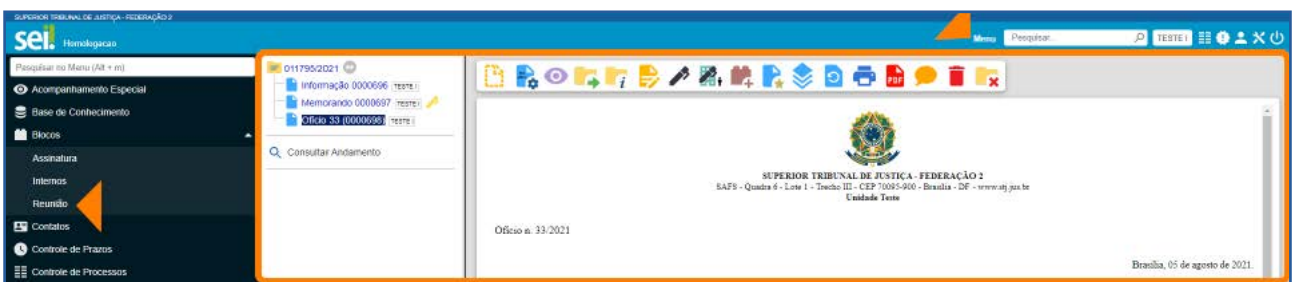 SUPERIOR TRIBUNAL DE JUSTIÇA - FEDERAÇÃO 2
sei! Homologacao
Menu Pesquisar... TESTE I
Pesquisar no Menu (Alt + m)
Acompanhamento Especial
Base de Conhecimento
Blocos
Assinatura
Internos
Reunião
Contatos
Controle de Prazos
Controle de Processos
011795/2021
Informação 0000696 TESTE I
Memorando 0000697 TESTE I
Ofício 33 (0000698) TESTE I
Consultar Andamento
PDF
SUPERIOR TRIBUNAL DE JUSTIÇA - FEDERAÇÃO 2
SAFS - Quadra 6 - Lote 1 - Trecho III - CEP 70095-900 - Brasília - DF - www.stj.jus.br
Unidade Teste
Ofício n. 33/2021
Brasília, 05 de agosto de 2021.